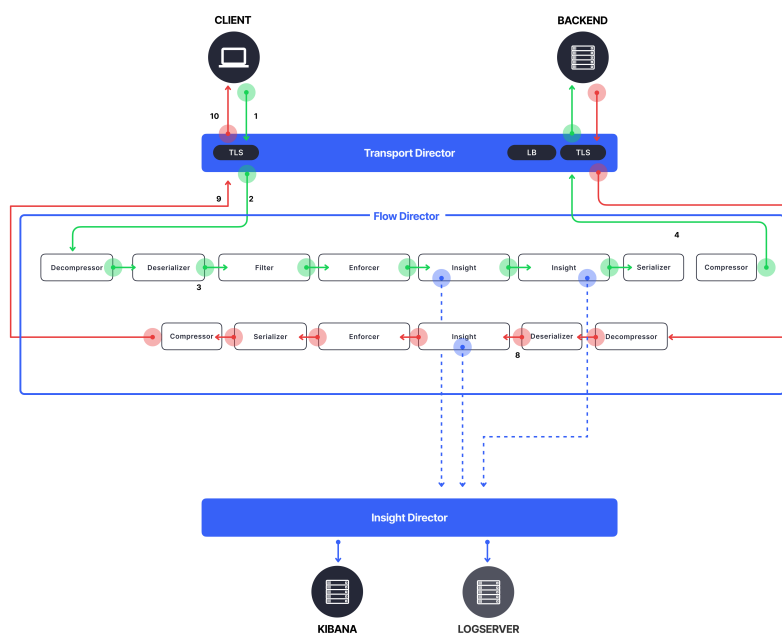 CLIENT
BACKEND
10
1
TLS
Transport Director
LB
TLS
9
2
Flow Director
4
Decompressor
Deserializer
Filter
Enforcer
Insight
Insight
Serializer
Compressor
3
Compressor
Serializer
Enforcer
Insight
Deserializer
Decompressor
8
Insight Director
KIBANA
LOGSERVER